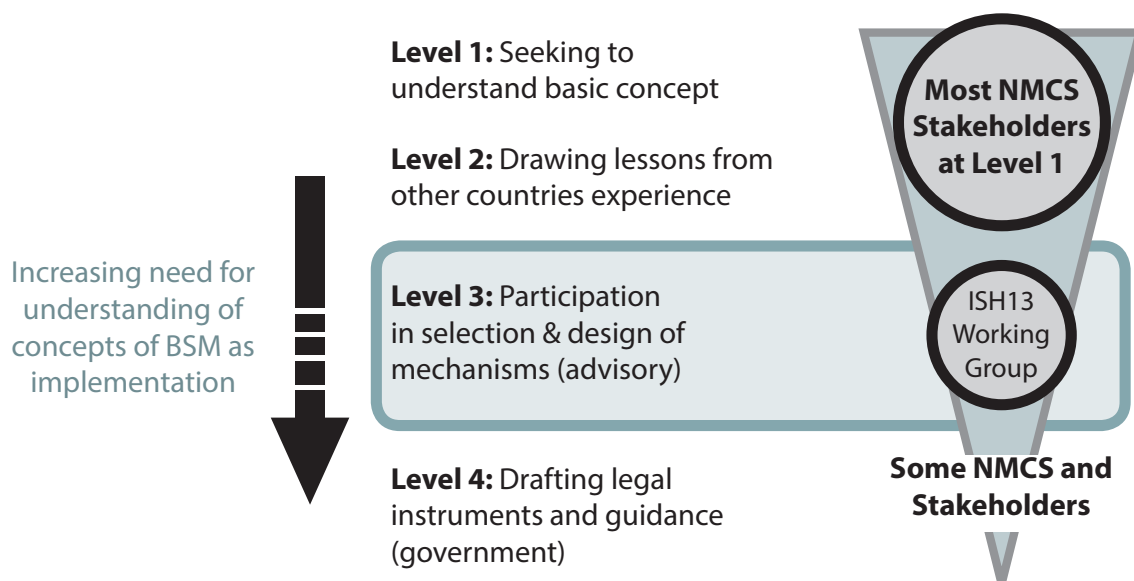 Level 1: Seeking to
understand basic concept
Level 2: Drawing lessons from
other countries experience
Level 3: Participation
in selection & design of
mechanisms (advisory)
Level 4: Drafting legal
instruments and guidance
(government)
Increasing need for
understanding of
concepts of BSM as
implementation
Most NMCS
Stakeholders
at Level 1
ISH13
Working
Group
Some NMCS and
Stakeholders